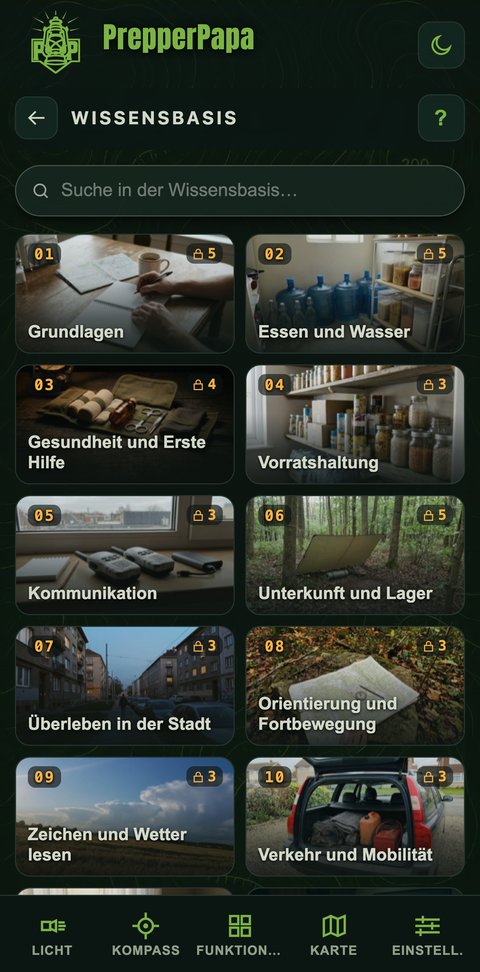 PrepperPapa
WISSENSBASIS
?
200
Suche in der Wissensbasis...
01
5
Grundlagen
02
5
Essen und Wasser
03
4
Gesundheit und Erste
Hilfe
04
3
Vorratshaltung
05
3
Kommunikation
06
5
Unterkunft und Lager
07
3
Überleben in der Stadt
08
3
Orientierung und
Fortbewegung
09
3
Zeichen und Wetter
lesen
10
3
Verkehr und Mobilität
LICHT
KOMPASS
FUNKTION...
KARTE
EINSTELL.